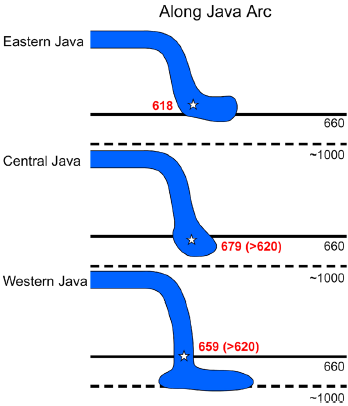 Along Java Arc
Eastern Java
618
660
~1000
Central Java
679 (>620)
660
~1000
Western Java
659 (>620)
660
~1000